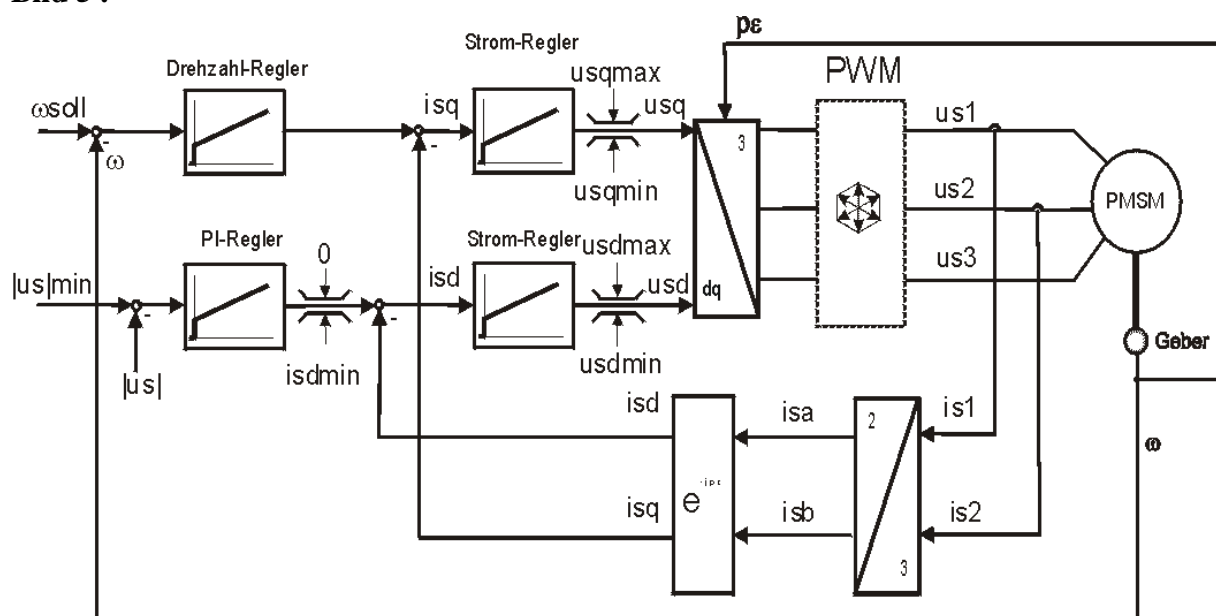 pε
Strom-Regler
Drehzahl-Regler
usqmax
PWM
ωsoll
isq
usq
us1
-
ω
-
3
usqmin
us2
PMSM
PI-Regler
0
Strom-Regler
usdmax
|us|min
isd
usd
dq
us3
-
-
Geber
|us|
isdmin
usdmin
isd
isa
2
is1
ω
e
isq
isb
is2
3